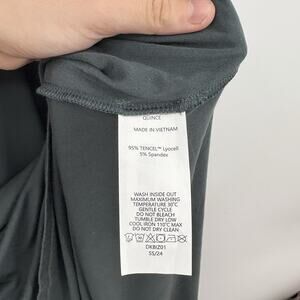 QUINCE
MADE IN VIETNAM
95% TENCEL™ Lyocell
5% Spandex
WASH INSIDE OUT
MAXIMUM WASHING
TEMPERATURE 30°C
GENTLE CYCLE
DO NOT BLEACH
TUMBLE DRY LOW
COOL IRON 110°C MAX
DO NOT DRY CLEAN
DKBIZ01
SS/24